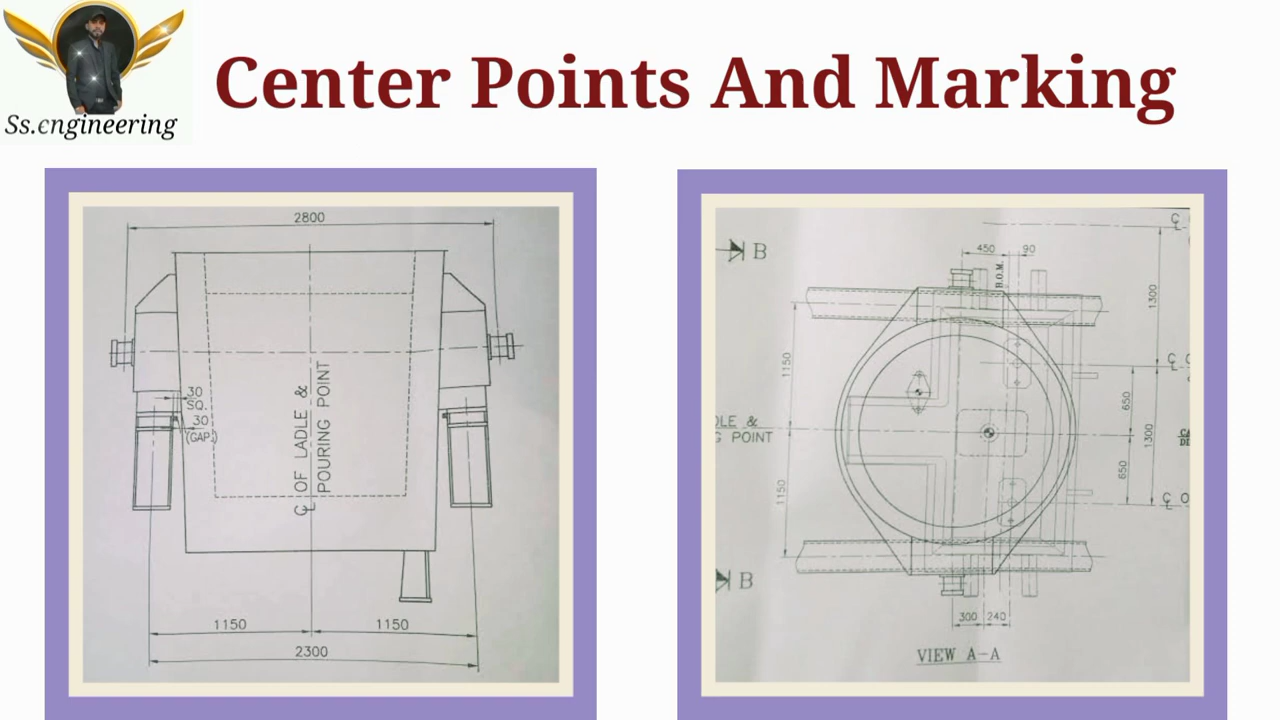 Ss.engineering
Center Points And Marking
2800
30
SQ.
30
(GAP.)
℄ OF LADLE &
POURING POINT
1150
1150
2300
B
450
90
B.O.M.
1300
1150
650
1300
650
1150
& 
POINT
B
300
240
VIEW A-A